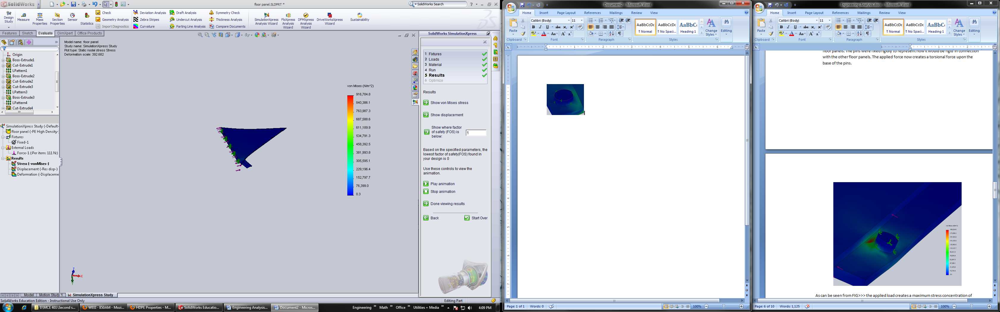 SolidWorks
floor panel.SLDPRT *
SolidWorks Search
Design Study
Measure
Mass Properties
Section Properties
Sensor
Statistics
Check
Geometry Analysis
Import Diagnostics
Deviation Analysis
Zebra Stripes
Curvature
Draft Analysis
Undercut Analysis
Parting Line Analysis
Symmetry Check
Thickness Analysis
Compare Documents
SimulationXpress Analysis Wizard
FloXpress Analysis Wizard
DFMXpress Analysis Wizard
DriveWorksXpress Wizard
Sustainability
Features Sketch Evaluate DimXpert Office Products
Origin
Boss-Extrude1
Cut-Extrude1
LPattern1
Boss-Extrude2
Cut-Extrude2
Cut-Extrude3
LPattern3
Boss-Extrude3
LPattern4
Cut-Extrude4
SimulationXpress Study (-Default-
floor panel (-PE High Density-
Fixtures
Fixed-1
External Loads
Force-1 (:Per item: 111 N:)
Results
Stress (-vonMises-)
Displacement (-Res disp-)
Deformation (-Displaceme
Model name: floor panel
Study name: SimulationXpress Study
Plot type: Static nodal stress Stress
Deformation scale: 392.682
von Mises (N/m^2)
916,784.8
840,386.1
763,987.3
687,588.6
611,189.9
534,791.3
458,392.5
381,993.8
305,595.1
229,196.4
152,797.7
76,399.0
0.3
Z
X
Y
SolidWorks SimulationXpress
1 Fixtures
2 Loads
3 Material
4 Run
5 Results
6 Optimize
Results
Show von Mises stress
Show displacement
Show where factor
of safety (FOS) is
below:
1
Based on the specified parameters, the
lowest factor of safety(FOS) found in
your design is 0
Use these controls to view the
animation.
Play animation
Stop animation
Done viewing results
Back Start Over
Model Motion Study 1 SimulationXpress Study
SolidWorks Education Edition - Instructional Use Only
Editing Part
I:\MCE 401\Second s...
WEEI - 850AM - Mozi...
HDPE Properties - M...
SolidWorks Educatio...
Engineering Analysis...
Document2 - Micros...
Engineering Math Office Utilities + Media 4:09 PM
Document2 - Microsoft Word
Home Insert Page Layout References Mailings Review View
Paste
Calibri (Body) 11
AaBbCcDc AaBbCcDc AaBbCc
¶ Normal ¶ No Spaci... Heading 1
Change Styles
Editing
Clipboard Font Paragraph Styles
Page: 1 of 1 Words: 0 100%
Engineering Analysis.docx - Microsoft Word
Home Insert Page Layout References Mailings Review View
Paste
Calibri (Body) 11
AaBbCcDc AaBbCcDc AaBbCc
¶ Normal ¶ No Spaci... Heading 1
Change Styles
Editing
Clipboard Font Paragraph Styles
floor panels. The pins were fixed rigidly to represent how it would be rigid in connection
with the other floor panels. The applied force now creates a torsional force upon the
base of the pins.
von Mises (N/m^2)
As can be seen from FIG>>> the applied load creates a maximum stress concentration of
Page: 6 of 10 Words: 1,125 100%